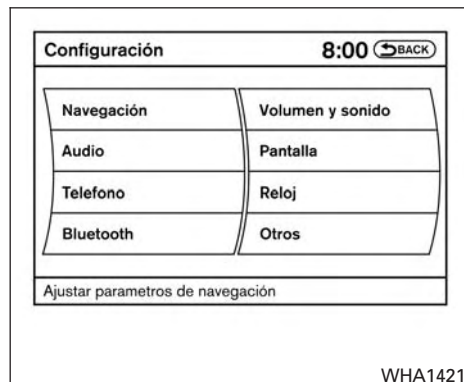 Configuración 8:00 BACK
Navegación Volumen y sonido
Audio Pantalla
Telefono Reloj
Bluetooth Otros
Ajustar parametros de navegación
WHA1421